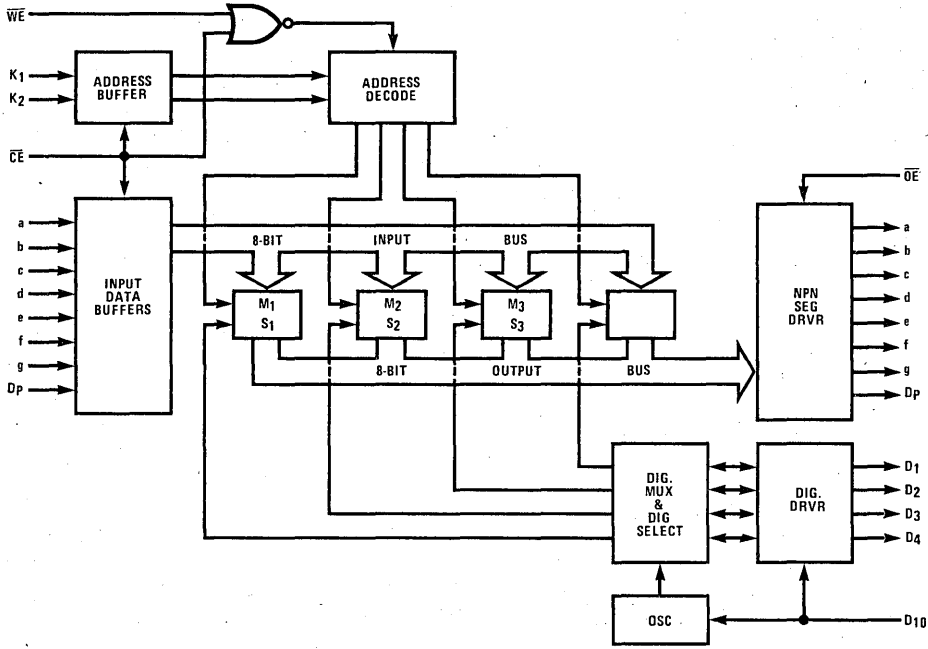 WE
K1
K2
CE
ADDRESS
BUFFER
ADDRESS
DECODE
OE
a
b
c
d
e
f
g
Dp
INPUT
DATA
BUFFERS
8-BIT INPUT BUS
M1
S1
M2
S2
M3
S3
8-BIT OUTPUT BUS
NPN
SEG
DRVR
a
b
c
d
e
f
g
Dp
DIG.
MUX
&
DIG
SELECT
DIG.
DRVR
D1
D2
D3
D4
OSC
D10